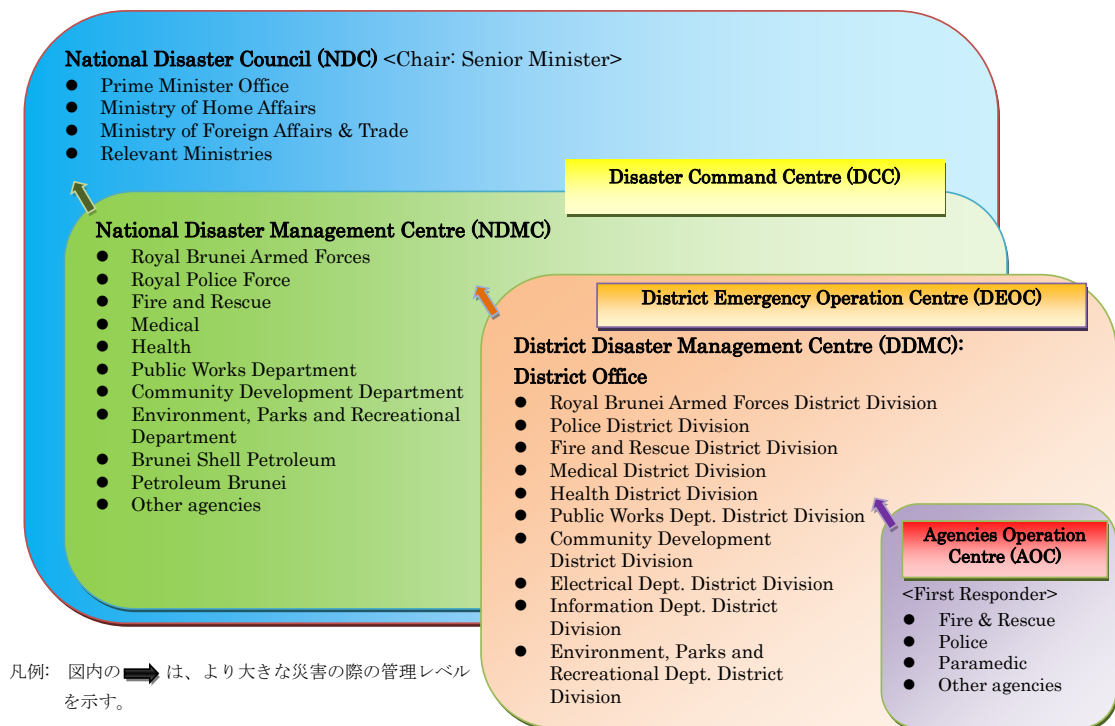 National Disaster Council (NDC) <Chair: Senior Minister>
● Prime Minister Office
● Ministry of Home Affairs
● Ministry of Foreign Affairs & Trade
● Relevant Ministries
Disaster Command Centre (DCC)
National Disaster Management Centre (NDMC)
● Royal Brunei Armed Forces
● Royal Police Force
● Fire and Rescue
● Medical
● Health
● Public Works Department
● Community Development Department
● Environment, Parks and Recreational
Department
● Brunei Shell Petroleum
● Petroleum Brunei
● Other agencies
District Emergency Operation Centre (DEOC)
District Disaster Management Centre (DDMC):
District Office
● Royal Brunei Armed Forces District Division
● Police District Division
● Fire and Rescue District Division
● Medical District Division
● Health District Division
● Public Works Dept. District Division
● Community Development
District Division
● Electrical Dept. District Division
● Information Dept. District
Division
● Environment, Parks and
Recreational Dept. District
Division
Agencies Operation
Centre (AOC)
<First Responder>
● Fire & Rescue
● Police
● Paramedic
● Other agencies
凡例: 図内の は、より大きな災害の際の管理レベル
を示す。